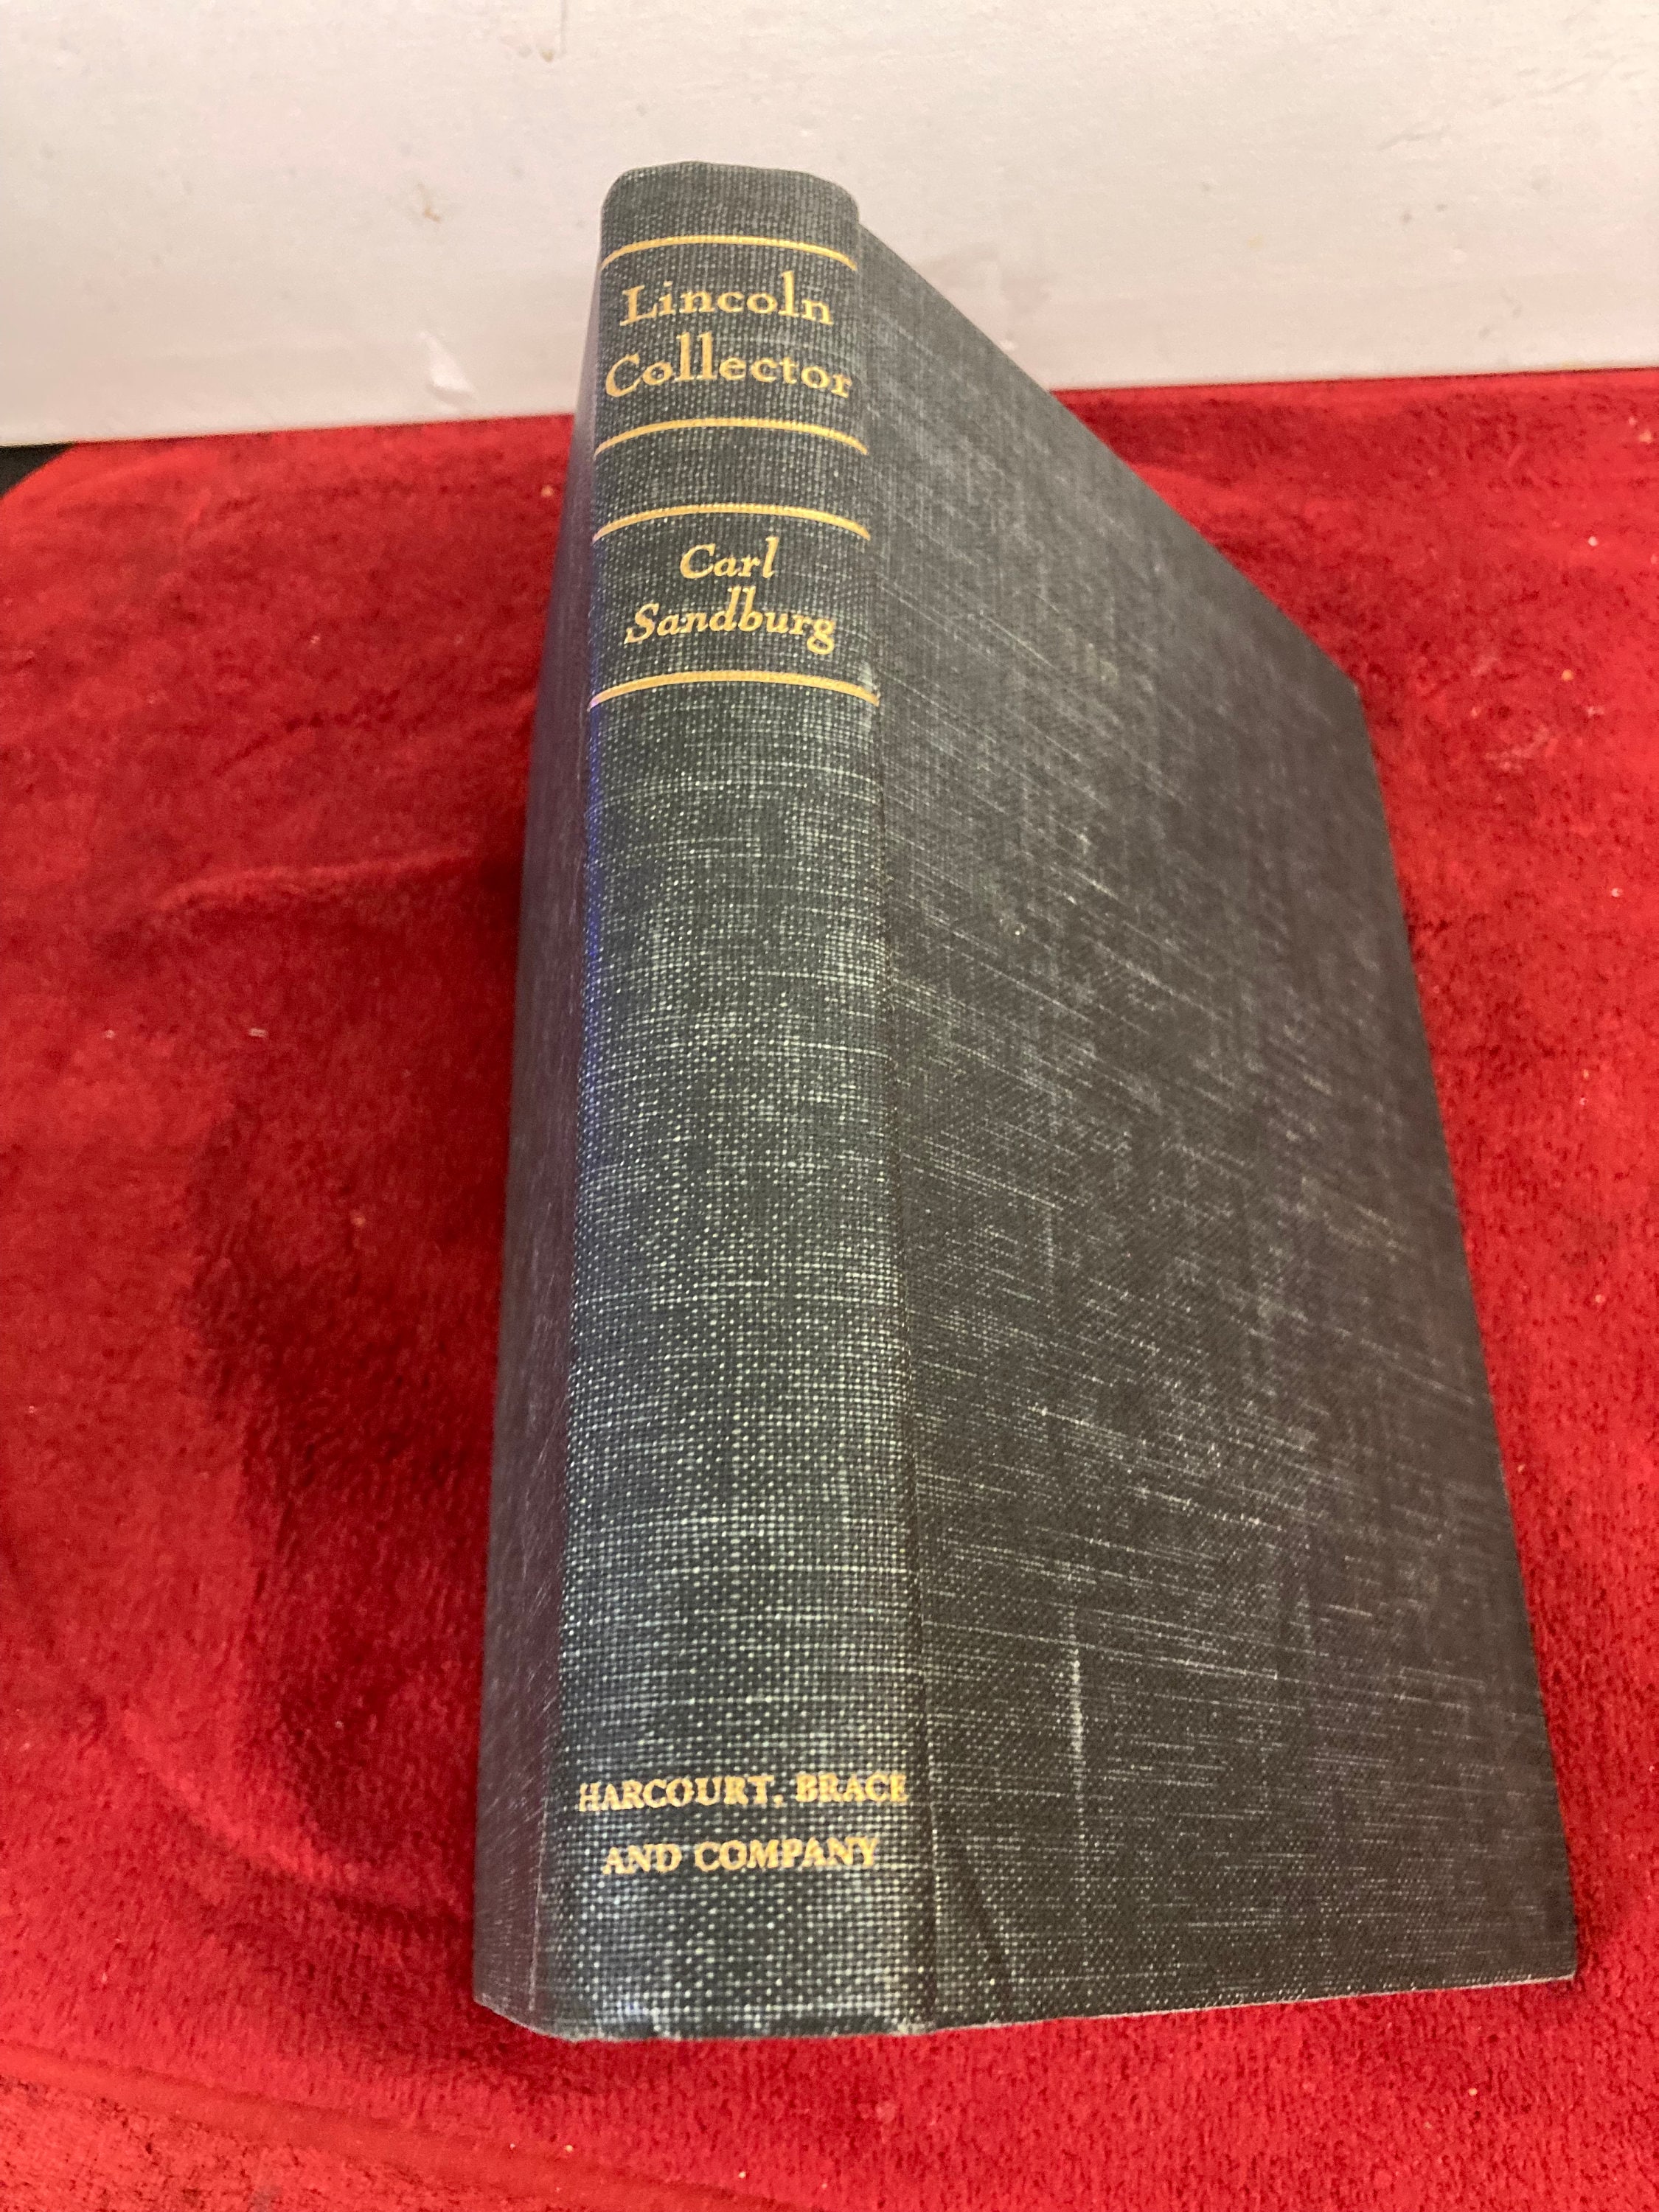 Lincoln
Collector
Carl
Sandburg
HARCOURT, BRACE
AND COMPANY